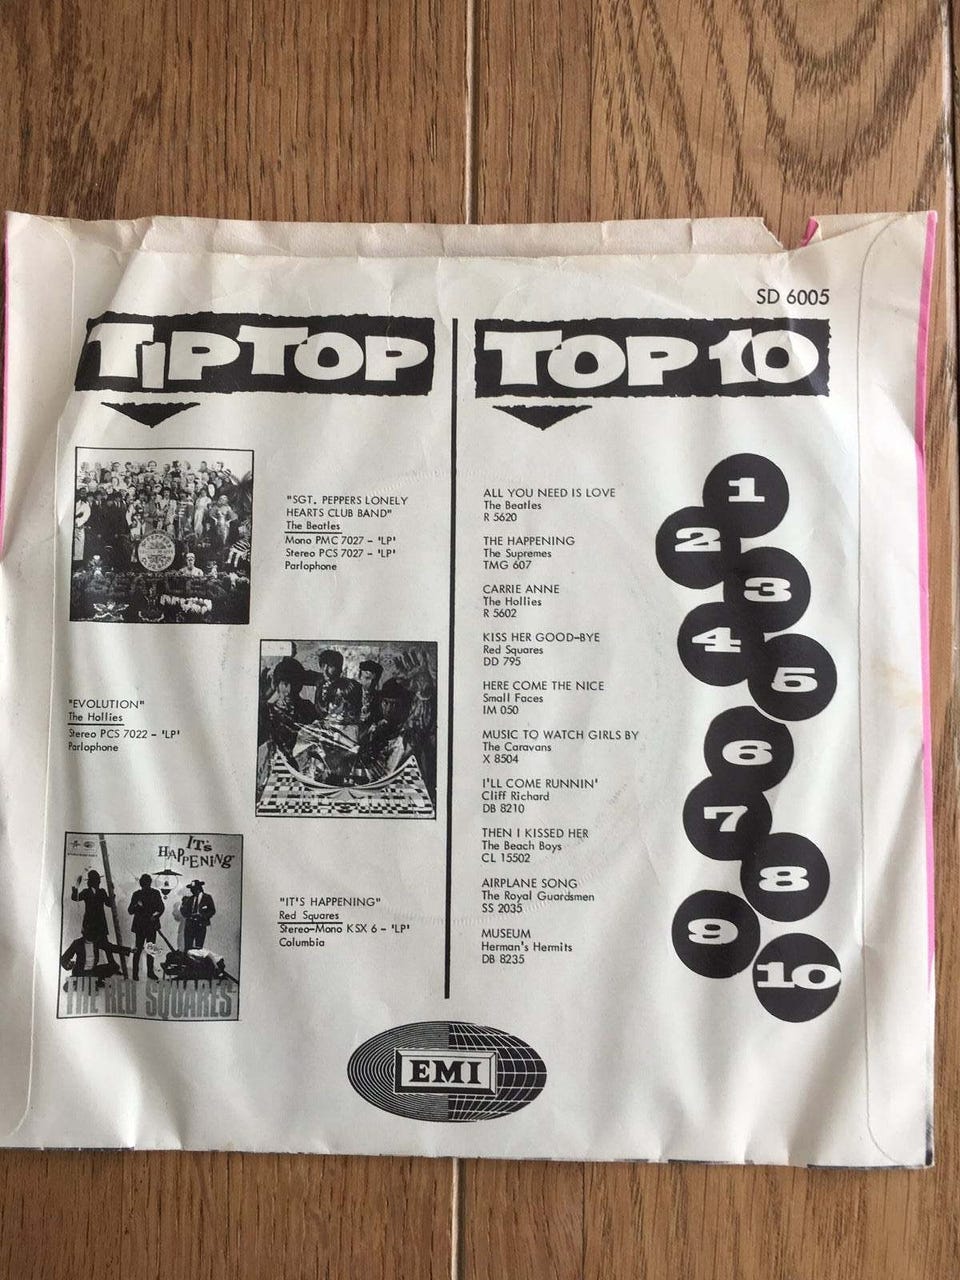 SD 6005
TiPTOP
"SGT. PEPPERS LONELY
HEARTS CLUB BAND"
The Beatles
Mono PMC 7027 - 'LP'
Stereo PCS 7027 - 'LP'
Parlophone
"EVOLUTION"
The Hollies
Stereo PCS 7022 - 'LP'
Parlophone
IT'S
HAPPENING
THE RED SQUARES
"IT'S HAPPENING"
Red Squares
Stereo-Mono KSX 6 - 'LP'
Columbia
TOP 10
ALL YOU NEED IS LOVE
The Beatles
R 5620
THE HAPPENING
The Supremes
TMG 607
CARRIE ANNE
The Hollies
R 5602
KISS HER GOOD-BYE
Red Squares
DD 795
HERE COME THE NICE
Small Faces
IM 050
MUSIC TO WATCH GIRLS BY
The Caravans
X 8504
I'LL COME RUNNIN'
Cliff Richard
DB 8210
THEN I KISSED HER
The Beach Boys
CL 15502
AIRPLANE SONG
The Royal Guardsmen
SS 2035
MUSEUM
Herman's Hermits
DB 8235
1
2
3
4
5
6
7
8
9
10
EMI